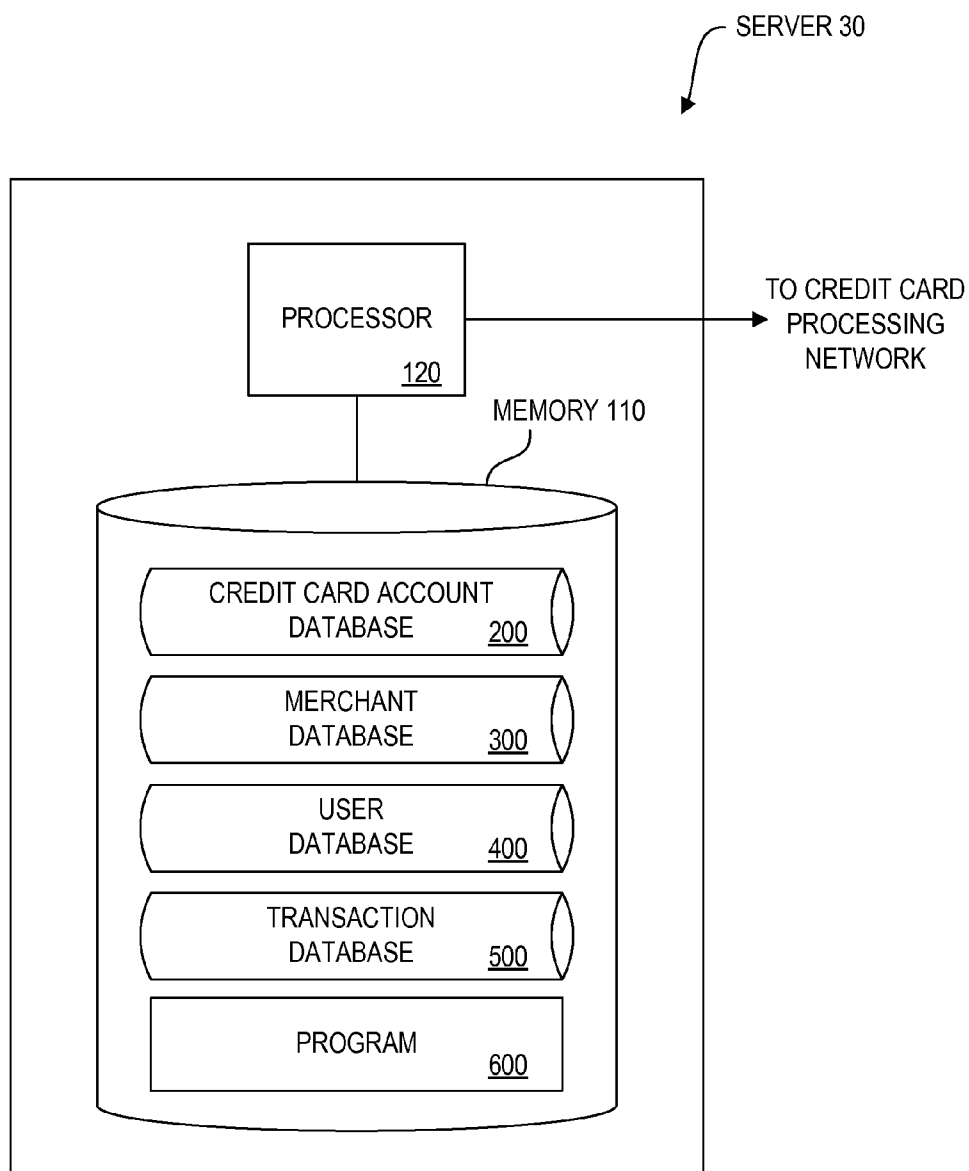 SERVER 30
PROCESSOR
120
TO CREDIT CARD
PROCESSING
NETWORK
MEMORY 110
CREDIT CARD ACCOUNT
DATABASE 200
MERCHANT
DATABASE 300
USER
DATABASE 400
TRANSACTION
DATABASE 500
PROGRAM
600